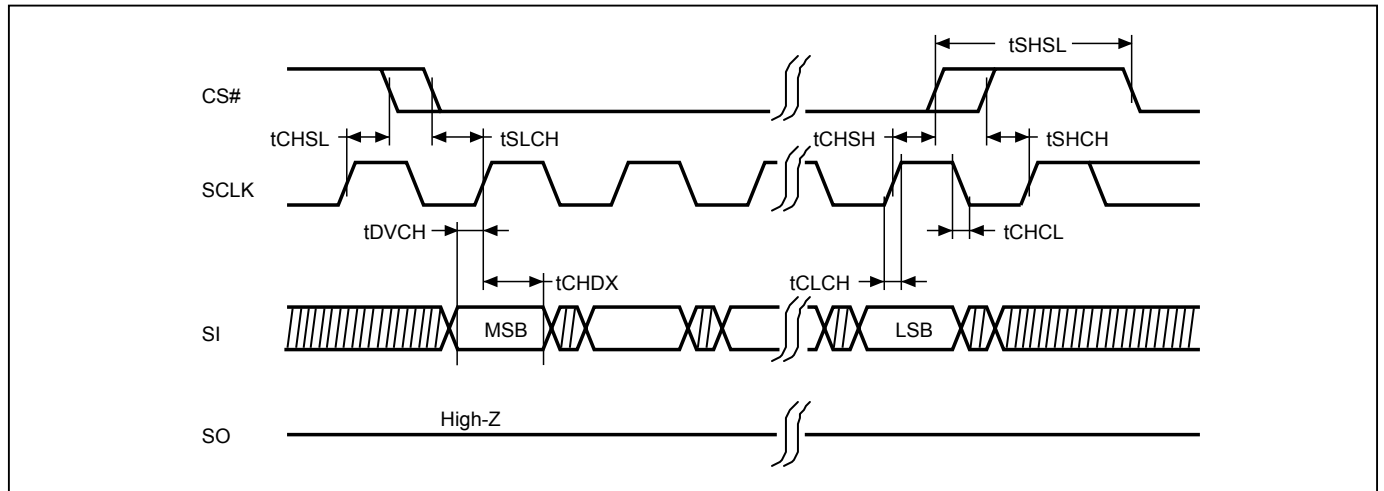 tSHSL
CS#
tCHSL
tSLCH
tCHSH
tSHCH
SCLK
tDVCH
tCHCL
tCHDX
tCLCH
SI
MSB
LSB
High-Z
SO